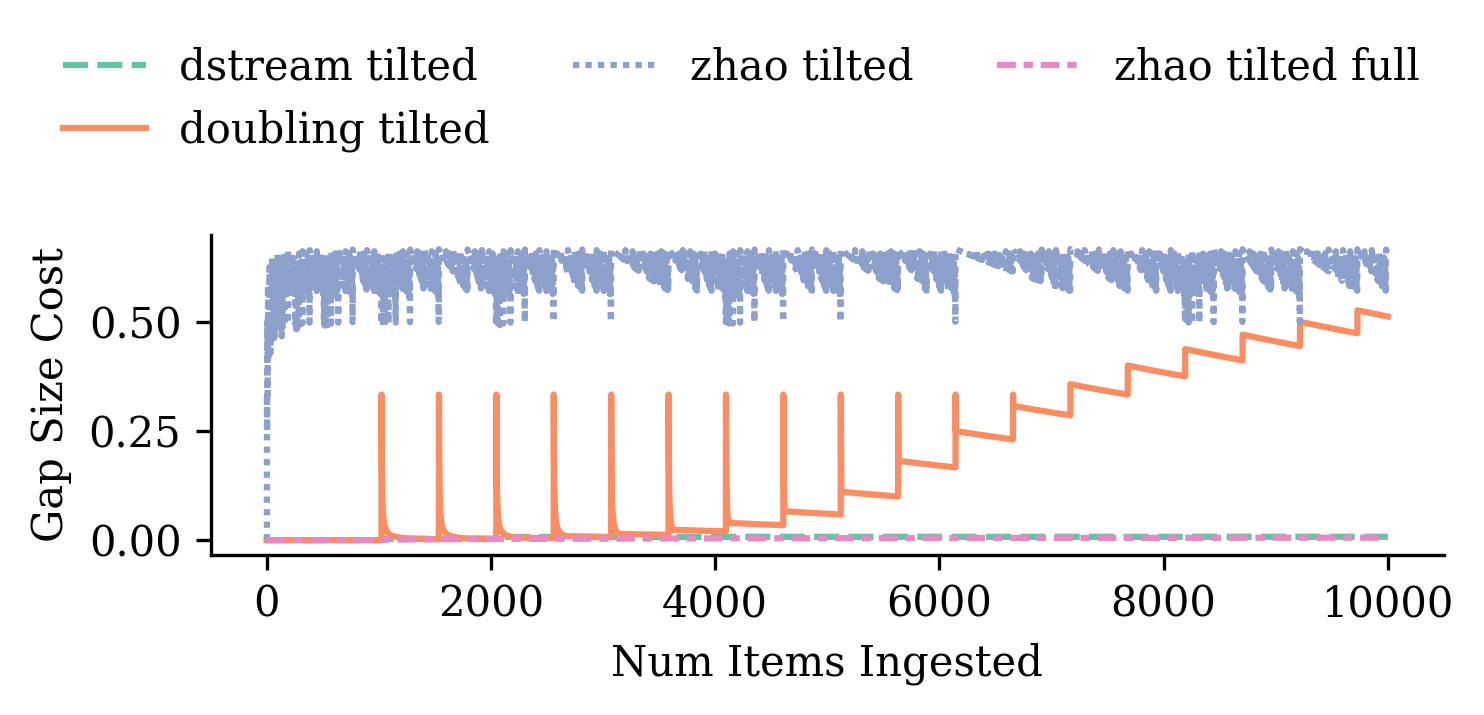 dstream tilted
zhao tilted
zhao tilted full
doubling tilted
Gap Size Cost
0.50
0.25
0.00
0 2000 4000 6000 8000 10000
Num Items Ingested